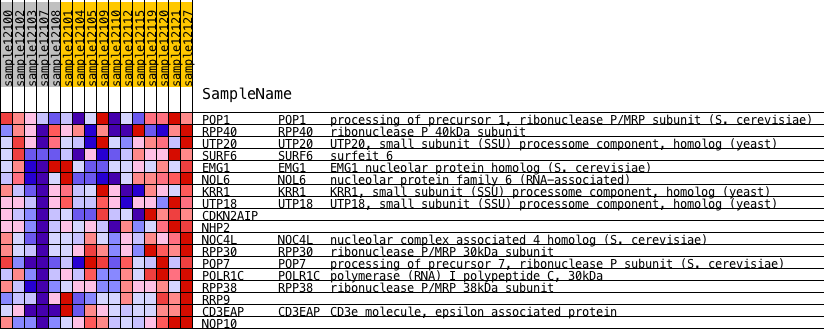 sample12100
sample12102
sample12103
sample12107
sample12108
sample12101
sample12104
sample12105
sample12109
sample12110
sample12112
sample12115
sample12119
sample12120
sample12121
sample12127
SampleName
POP1 POP1 processing of precursor 1, ribonuclease P/MRP subunit (S. cerevisiae)
RPP40 RPP40 ribonuclease P 40kDa subunit
UTP20 UTP20 UTP20, small subunit (SSU) processome component, homolog (yeast)
SURF6 SURF6 surfeit 6
EMG1 EMG1 EMG1 nucleolar protein homolog (S. cerevisiae)
NOL6 NOL6 nucleolar protein family 6 (RNA-associated)
KRR1 KRR1 KRR1, small subunit (SSU) processome component, homolog (yeast)
UTP18 UTP18 UTP18, small subunit (SSU) processome component, homolog (yeast)
CDKN2AIP
NHP2
NOC4L NOC4L nucleolar complex associated 4 homolog (S. cerevisiae)
RPP30 RPP30 ribonuclease P/MRP 30kDa subunit
POP7 POP7 processing of precursor 7, ribonuclease P subunit (S. cerevisiae)
POLR1C POLR1C polymerase (RNA) I polypeptide C, 30kDa
RPP38 RPP38 ribonuclease P/MRP 38kDa subunit
RRP9
CD3EAP CD3EAP CD3e molecule, epsilon associated protein
NOP10